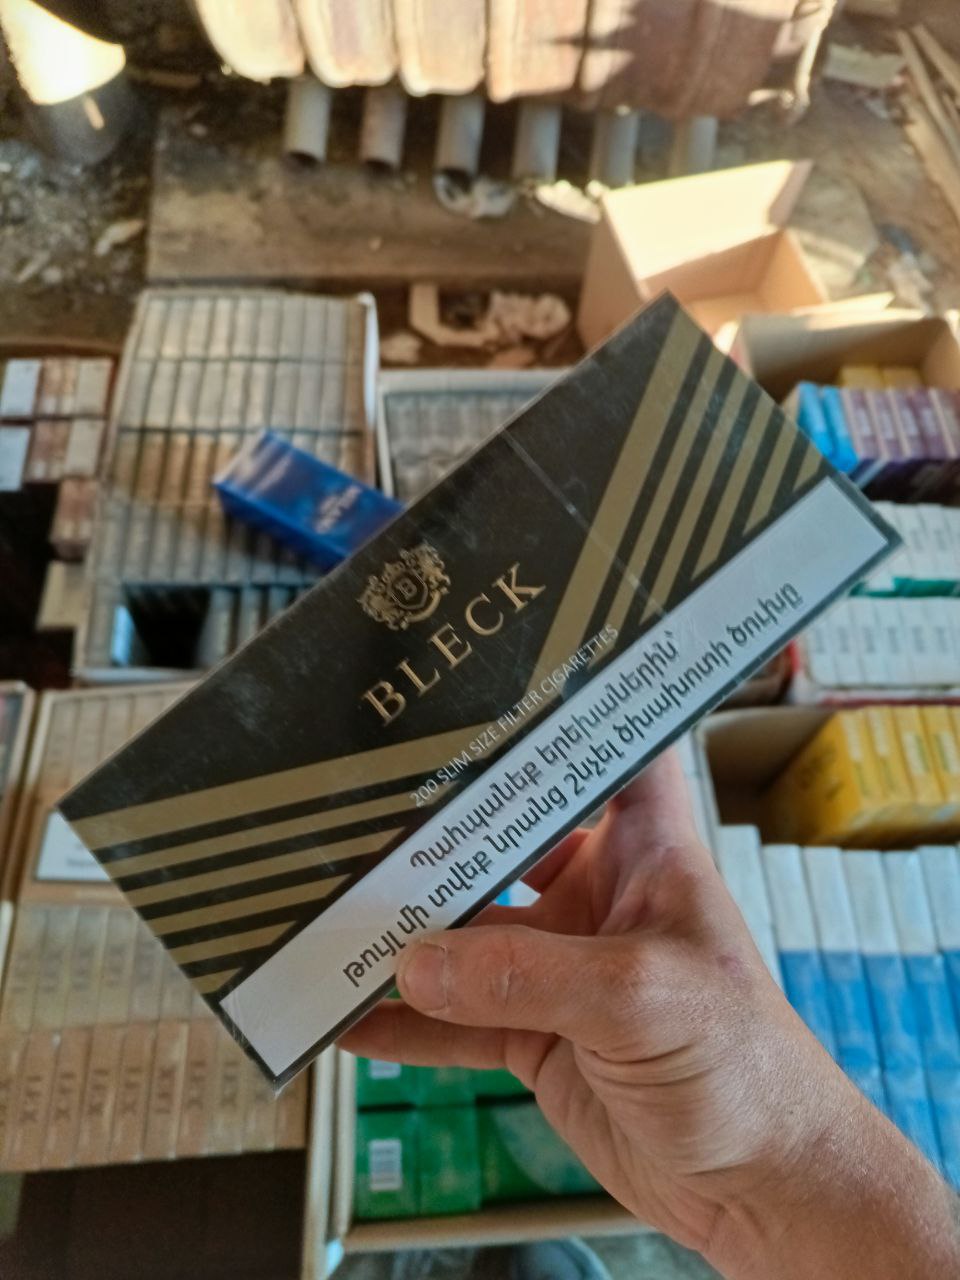 B
BLECK
200 SLIM SIZE FILTER CIGARETTES
Պահպանեք երեխաներին՝
թույլ մի տվեք նրանց շնչել ծխախոտի ծուխը